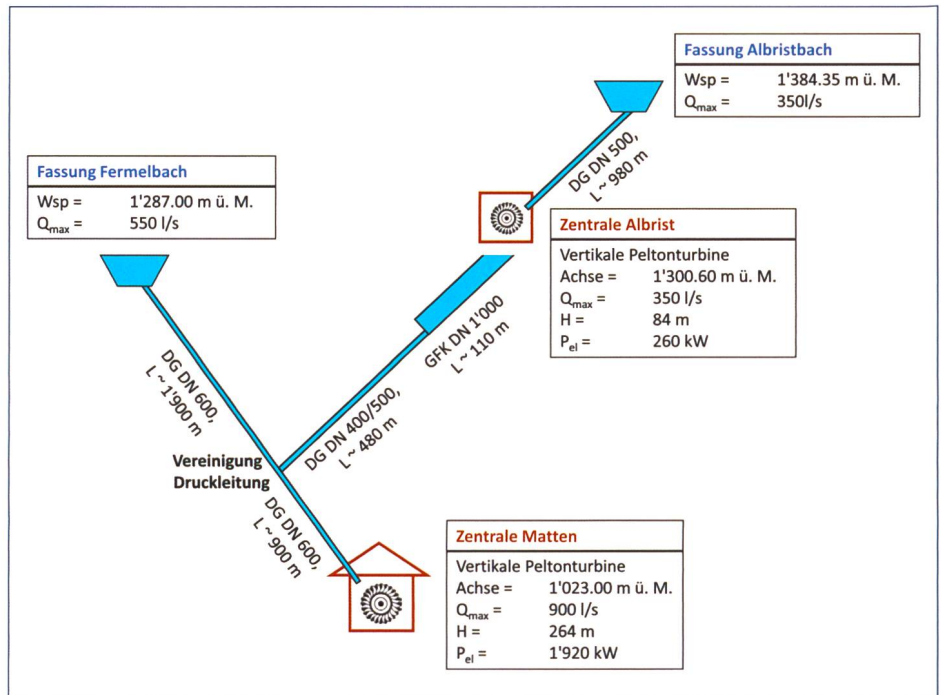 Fassung Albristbach
Wsp = 1'384.35 m ü. M.
Qmax = 350l/s
DG DN 500,
L ~ 980 m
Fassung Fermelbach
Wsp = 1'287.00 m ü. M.
Qmax = 550 l/s
Zentrale Albrist
Vertikale Peltonturbine
Achse = 1'300.60 m ü. M.
Qmax = 350 l/s
H = 84 m
Pel = 260 kW
GFK DN 1'000
L ~ 110 m
DG DN 600,
L ~ 1'900 m
DG DN 400/500,
L ~ 480 m
Vereinigung
Druckleitung
DG DN 600,
L ~ 900 m
Zentrale Matten
Vertikale Peltonturbine
Achse = 1'023.00 m ü. M.
Qmax = 900 l/s
H = 264 m
Pel = 1'920 kW